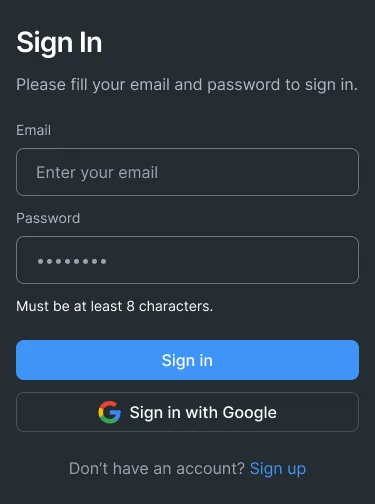 Sign In
Please fill your email and password to sign in.
Email
Enter your email
Password
••••••••
Must be at least 8 characters.
Sign in
Sign in with Google
Don't have an account? Sign up